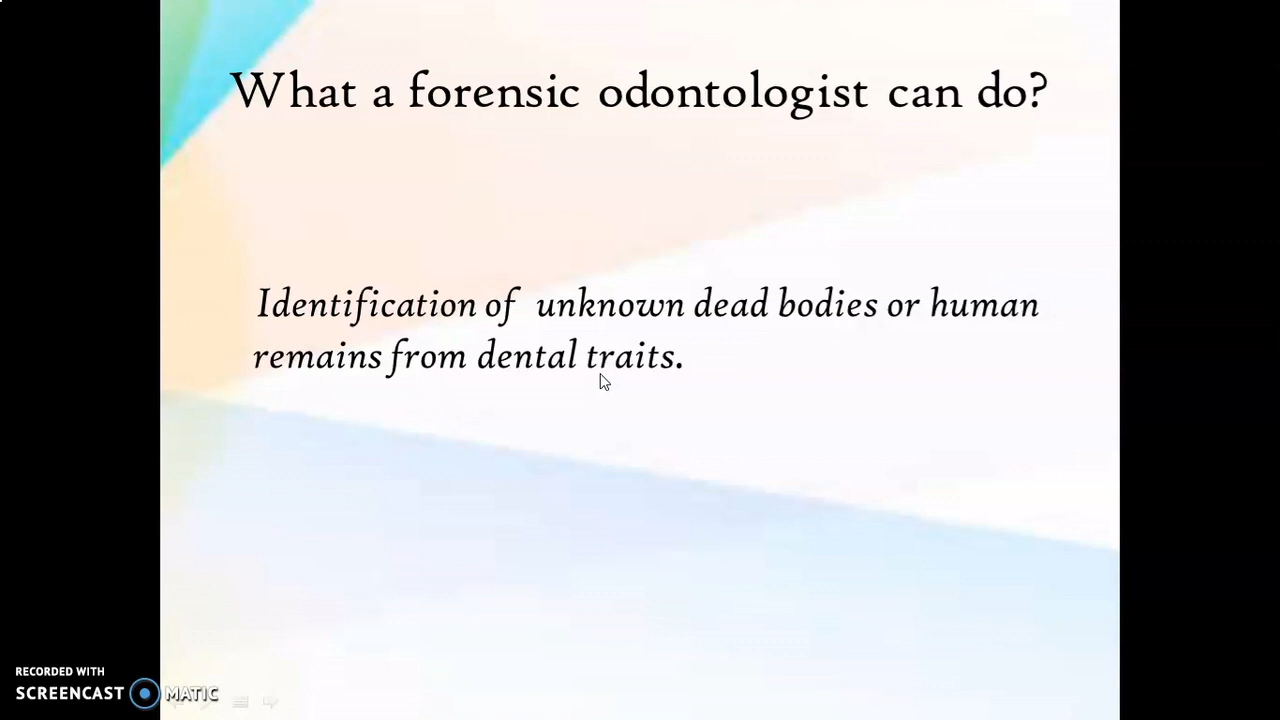 What a forensic odontologist can do?
Identification of unknown dead bodies or human
remains from dental traits.
RECORDED WITH
SCREENCAST MATIC